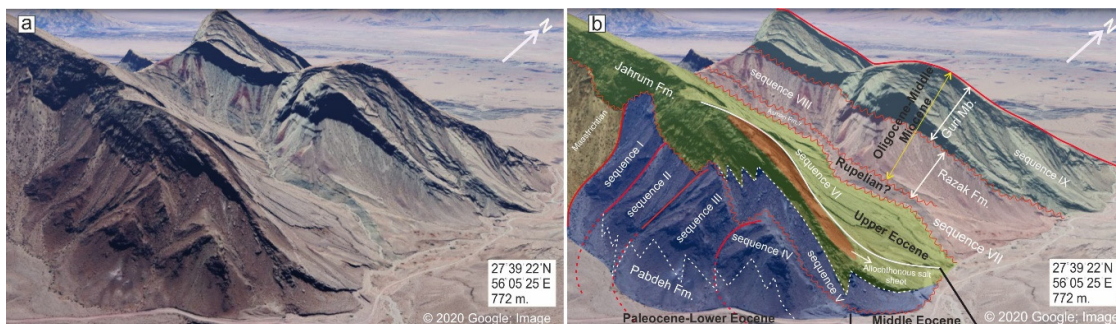 a
N
27 39 22´N
56 05 25 E
772 m.
© 2020 Google; Image
b
N
Jahrum Fm.
Maastrichtian
sequence I
sequence II
sequence III
sequence IV
sequence V
Pabdeh Fm.
Paleocene-Lower Eocene
sequence VIII
Rupelian?
sequence VI
Upper Eocene
Allochthonous salt
sheet
Middle Eocene
Oligocene-Middle
Miocene
Guri Mb.
Razak Fm.
sequence IX
sequence VII
27 39 22´N
56 05 25 E
772 m.
© 2020 Google; Image